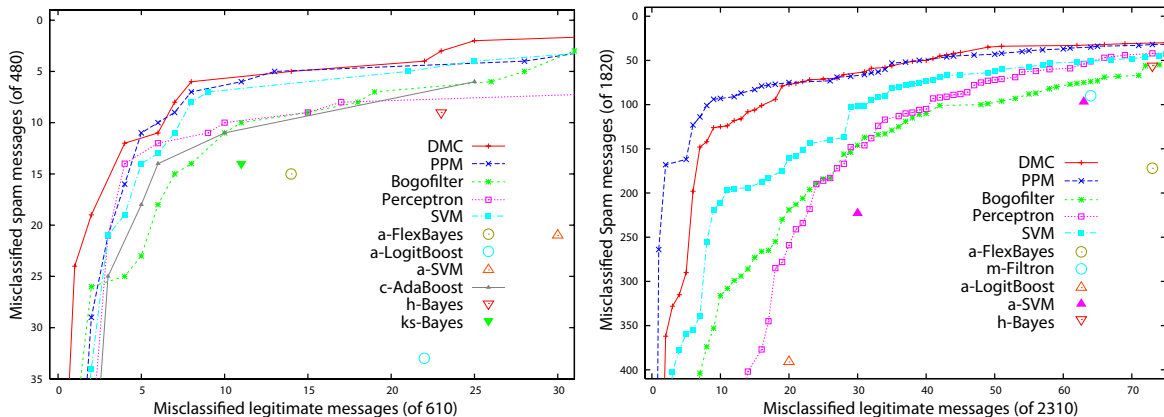 0
5
10
15
20
25
30
35
0
5
10
15
20
25
30
Misclassified spam messages (of 480)
Misclassified legitimate messages (of 610)
DMC
PPM
Bogofilter
Perceptron
SVM
a-FlexBayes
a-LogitBoost
a-SVM
c-AdaBoost
h-Bayes
ks-Bayes
0
50
100
150
200
250
300
350
400
0
10
20
30
40
50
60
70
Misclassified Spam messages (of 1820)
Misclassified legitimate messages (of 2310)
DMC
PPM
Bogofilter
Perceptron
SVM
a-FlexBayes
m-Filtron
a-LogitBoost
a-SVM
h-Bayes